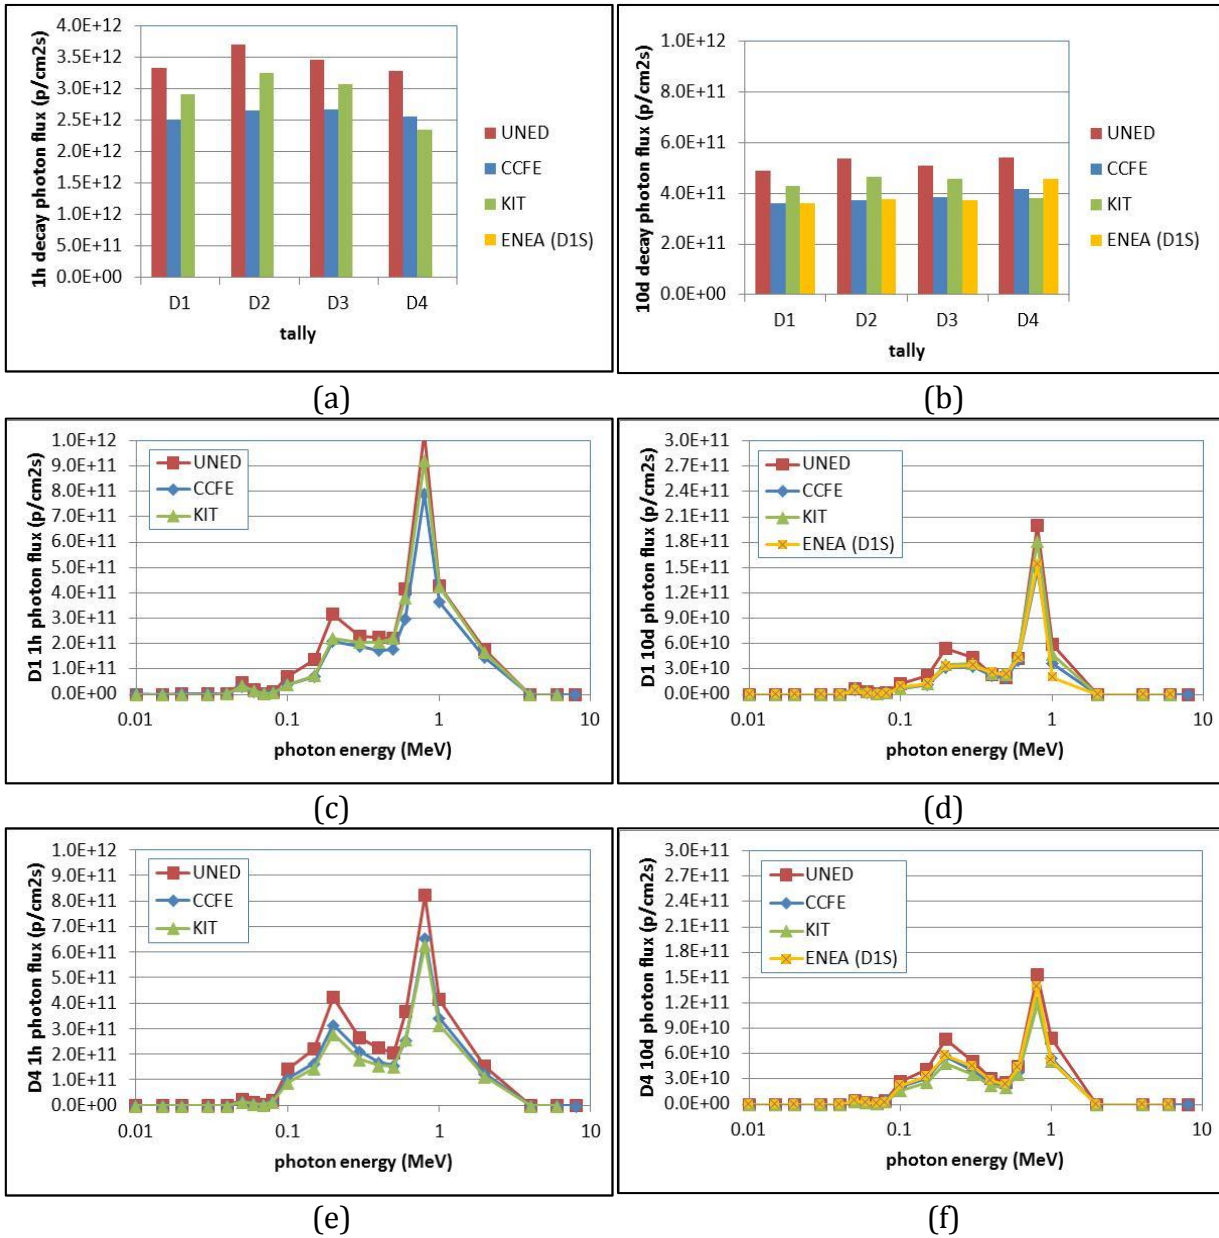 4.0E+12
3.5E+12
3.0E+12
2.5E+12
2.0E+12
1.5E+12
1.0E+12
5.0E+11
0.0E+00
1h decay photon flux (p/cm2s)
D1 D2 D3 D4
tally
UNED
CCFE
KIT
ENEA (D1S)
(a)
1.0E+12
8.0E+11
6.0E+11
4.0E+11
2.0E+11
0.0E+00
10d decay photon flux (p/cm2s)
D1 D2 D3 D4
tally
UNED
CCFE
KIT
ENEA (D1S)
(b)
1.0E+12
9.0E+11
8.0E+11
7.0E+11
6.0E+11
5.0E+11
4.0E+11
3.0E+11
2.0E+11
1.0E+11
0.0E+00
D1 1h photon flux (p/cm2s)
UNED
CCFE
KIT
0.01 0.1 1 10
photon energy (MeV)
(c)
3.0E+11
2.7E+11
2.4E+11
2.1E+11
1.8E+11
1.5E+11
1.2E+11
9.0E+10
6.0E+10
3.0E+10
0.0E+00
D1 10d photon flux (p/cm2s)
UNED
CCFE
KIT
ENEA (D1S)
0.01 0.1 1 10
photon energy (MeV)
(d)
1.0E+12
9.0E+11
8.0E+11
7.0E+11
6.0E+11
5.0E+11
4.0E+11
3.0E+11
2.0E+11
1.0E+11
0.0E+00
D4 1h photon flux (p/cm2s)
UNED
CCFE
KIT
0.01 0.1 1 10
photon energy (MeV)
(e)
3.0E+11
2.7E+11
2.4E+11
2.1E+11
1.8E+11
1.5E+11
1.2E+11
9.0E+10
6.0E+10
3.0E+10
0.0E+00
D4 10d photon flux (p/cm2s)
UNED
CCFE
KIT
ENEA (D1S)
0.01 0.1 1 10
photon energy (MeV)
(f)